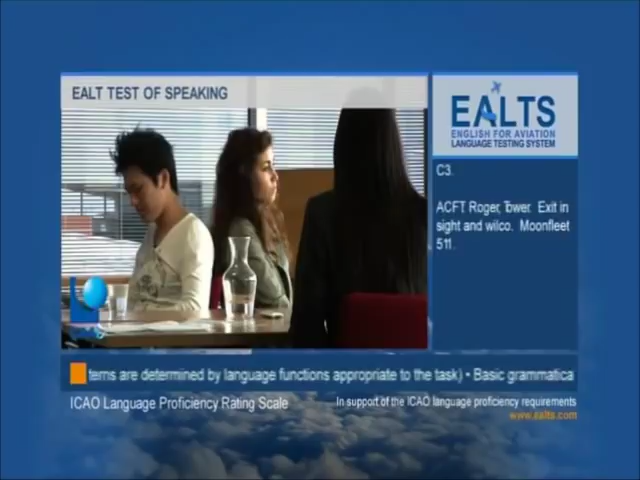 EALT TEST OF SPEAKING
EALTS
ENGLISH FOR AVIATION
LANGUAGE TESTING SYSTEM
C3.
ACFT Roger, Tower. Exit in
sight and wilco. Moonfleet
511.
terns are determined by language functions appropriate to the task) • Basic grammatica
ICAO Language Proficiency Rating Scale
In support of the ICAO language proficiency requirements
www.ealts.com